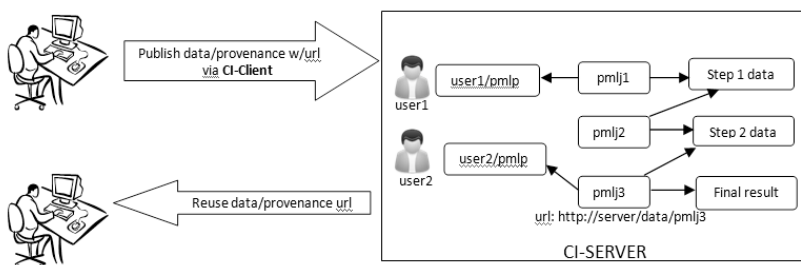 Publish data/provenance w/url
via CI-Client
user1
user1/pmlp
pmlj1
Step 1 data
pmlj2
Step 2 data
user2
user2/pmlp
pmlj3
Final result
url: http://server/data/pmlj3
CI-SERVER
Reuse data/provenance url